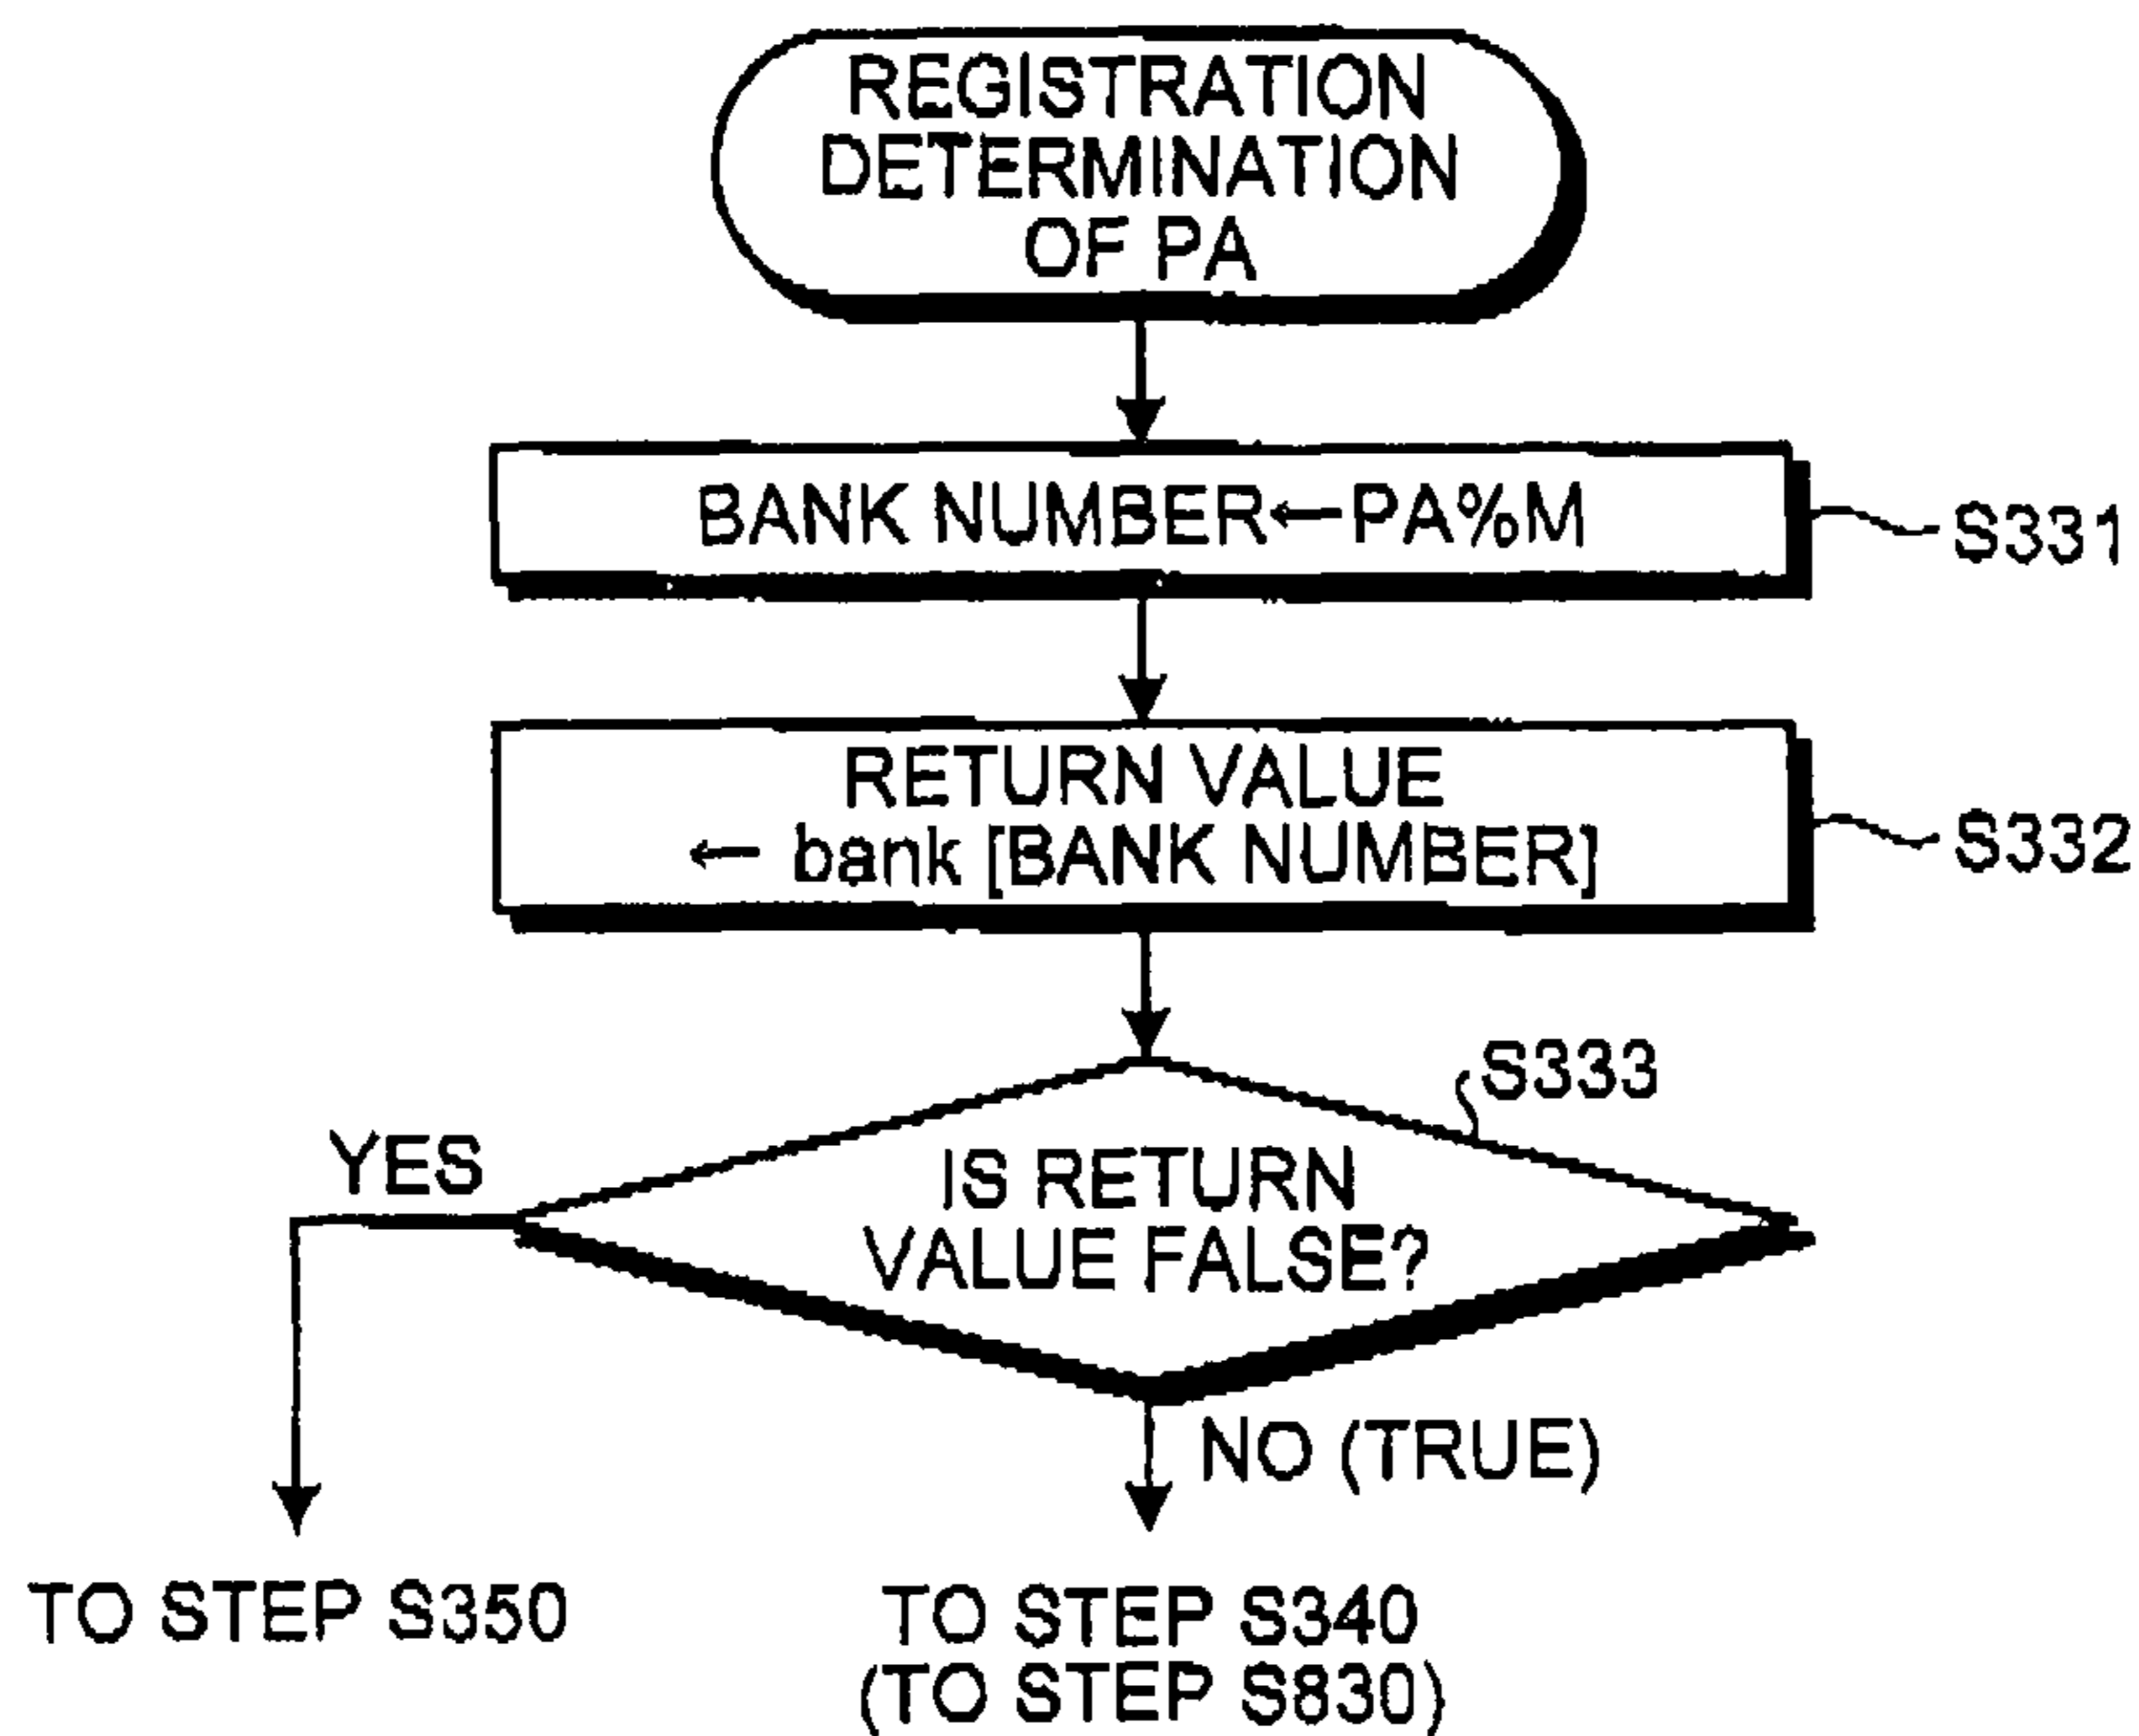 REGISTRATION
DETERMINATION
OF PA
BANK NUMBER←PA%M
S331
RETURN VALUE
← bank [BANK NUMBER]
S332
S333
IS RETURN
VALUE FALSE?
YES
NO (TRUE)
TO STEP S350
TO STEP S340
(TO STEP S830)